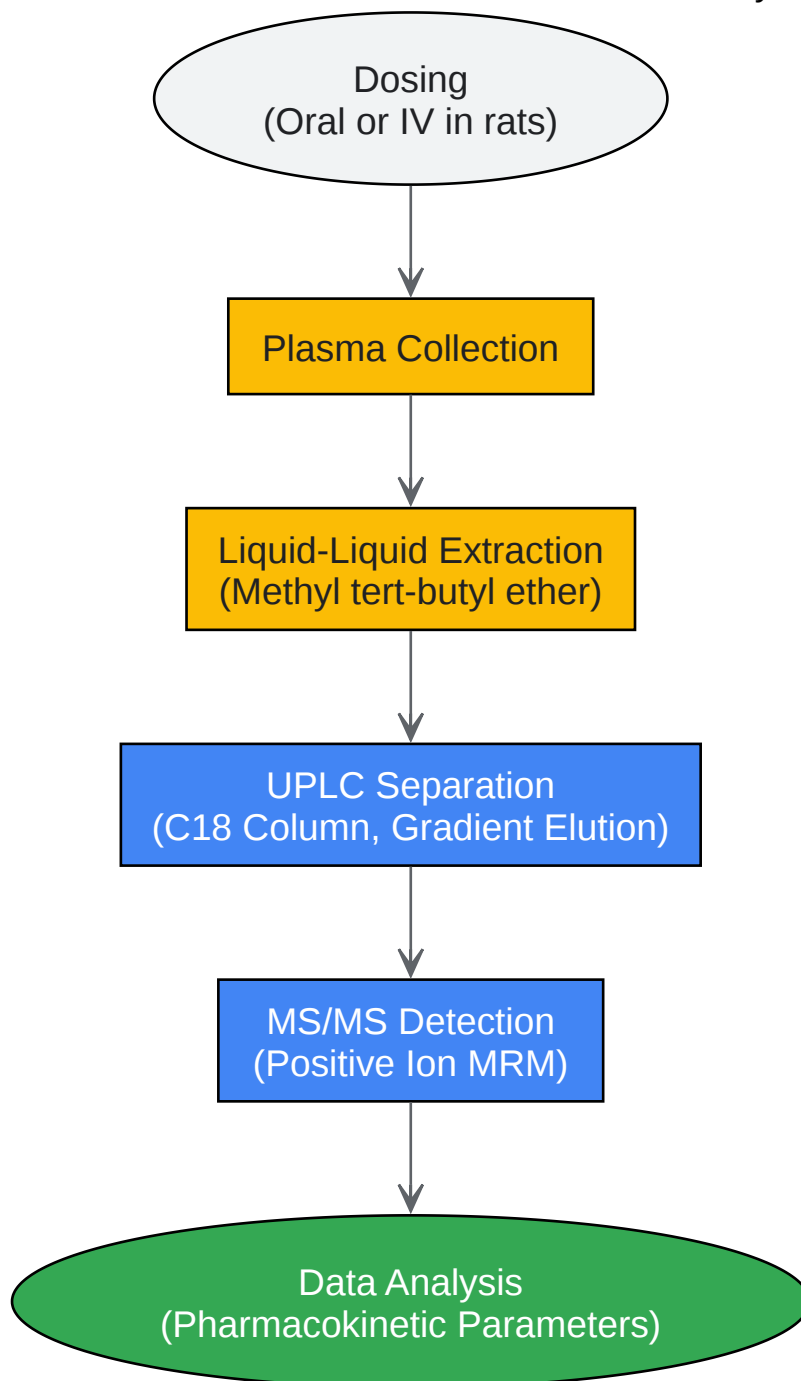 Dosing
(Oral or IV in rats)
Plasma Collection
Liquid-Liquid Extraction
(Methyl tert-butyl ether)
UPLC Separation
(C18 Column, Gradient Elution)
MS/MS Detection
(Positive Ion MRM)
Data Analysis
(Pharmacokinetic Parameters)